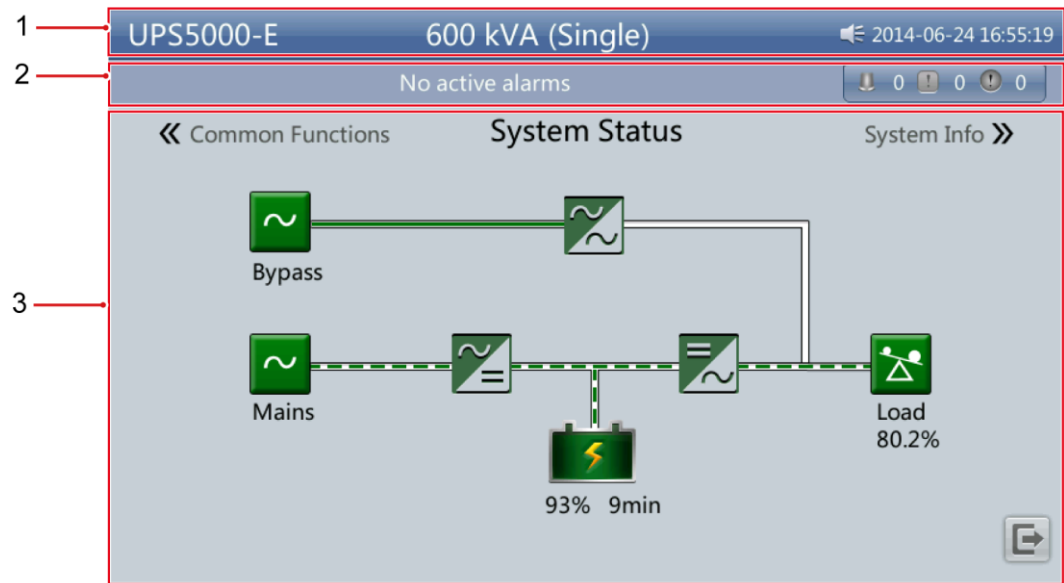 1
UPS5000-E 600 kVA (Single) 2014-06-24 16:55:19
2
No active alarms 0 0 0
Common Functions System Status System Info
Bypass
3
Mains
Load
80.2%
93% 9min